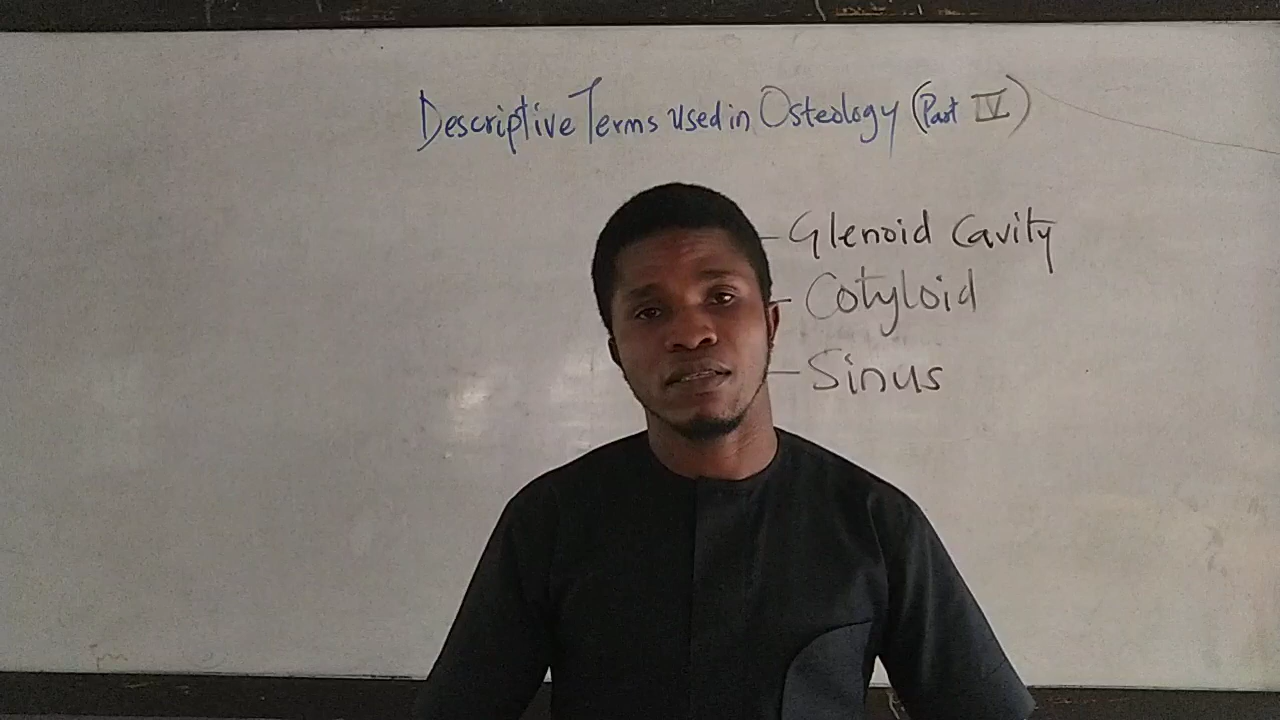 Descriptive Terms Used in Osteology (Part IV)
- Glenoid Cavity
- Cotyloid
- Sinus